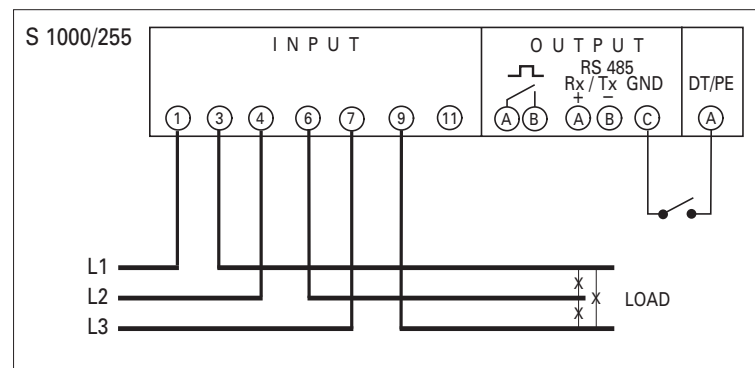 S 1000/255
INPUT
OUTPUT
RS 485
Rx / Tx GND
+ –
DT/PE
1 3 4 6 7 9 11 A B A B C A
L1
L2
L3
X
X
X
LOAD